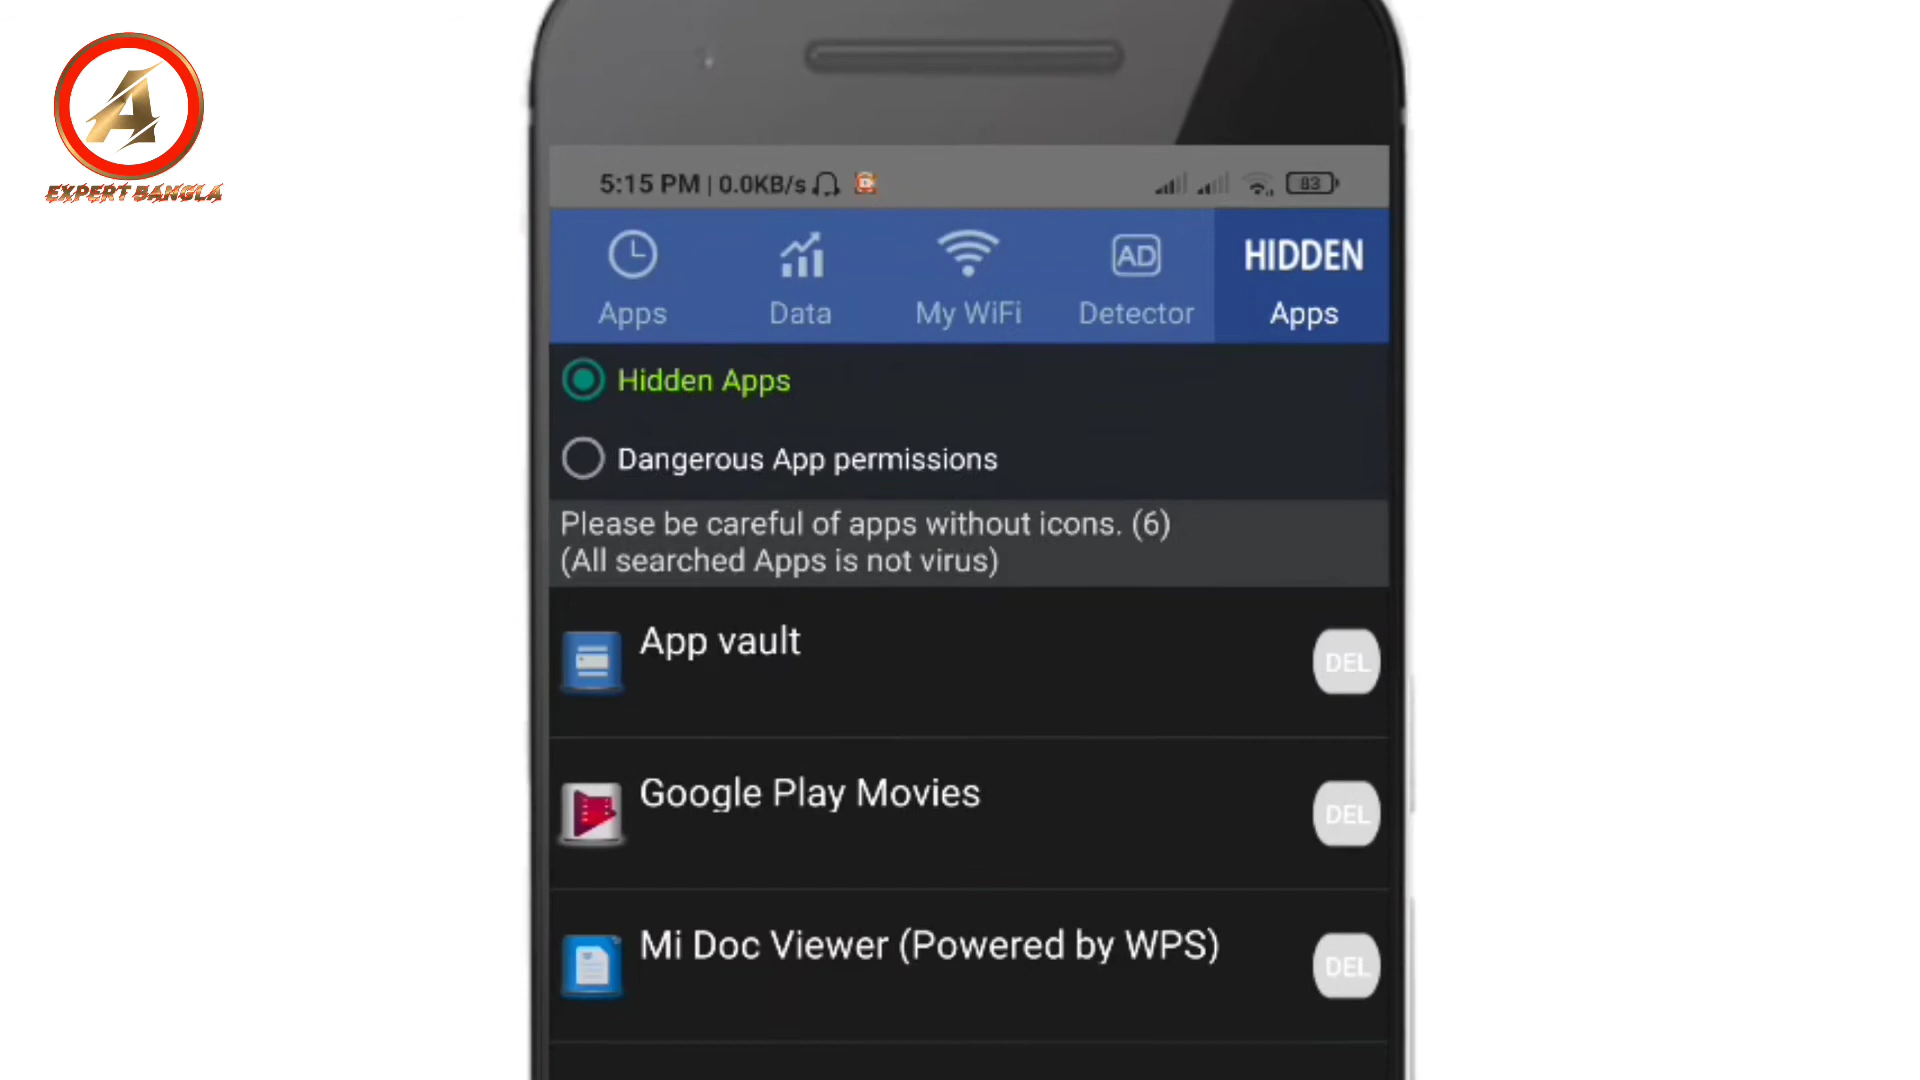 A
EXPERT BANGLA
5:15 PM | 0.0KB/s
83
AD
HIDDEN
Apps
Data
My WiFi
Detector
Apps
Hidden Apps
Dangerous App permissions
Please be careful of apps without icons. (6)
(All searched Apps is not virus)
App vault
DEL
Google Play Movies
DEL
Mi Doc Viewer (Powered by WPS)
DEL